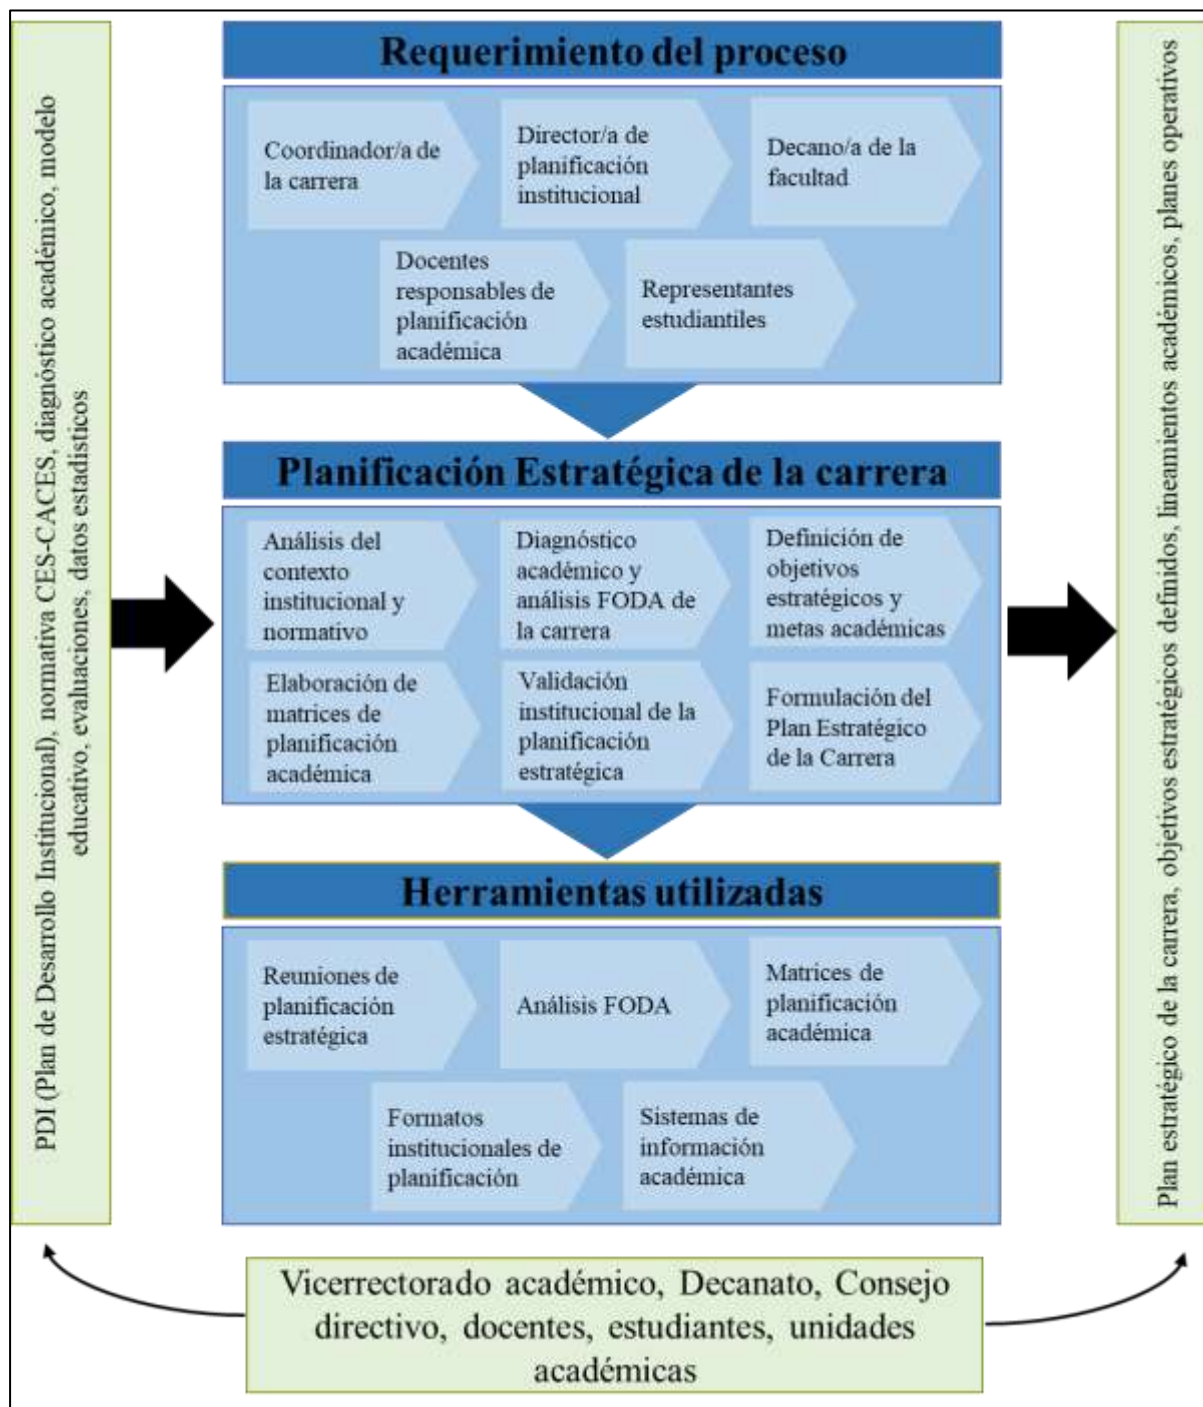 PDI (Plan de Desarrollo Institucional), normativa CES-CACES, diagnóstico académico, modelo
educativo, evaluaciones, datos estadísticos
Requerimiento del proceso
Coordinador/a de
la carrera
Director/a de
planificación
institucional
Decano/a de la
facultad
Docentes
responsables de
planificación
académica
Representantes
estudiantiles
Planificación Estratégica de la carrera
Análisis del
contexto
institucional y
normativo
Diagnóstico
académico y
análisis FODA de
la carrera
Definición de
objetivos
estratégicos y
metas académicas
Elaboración de
matrices de
planificación
académica
Validación
institucional de la
planificación
estratégica
Formulación del
Plan Estratégico
de la Carrera
Herramientas utilizadas
Reuniones de
planificación
estratégica
Análisis FODA
Matrices de
planificación
académica
Formatos
institucionales de
planificación
Sistemas de
información
académica
Plan estratégico de la carrera, objetivos estratégicos definidos, lineamientos académicos, planes operativos
Vicerrectorado académico, Decanato, Consejo
directivo, docentes, estudiantes, unidades
académicas